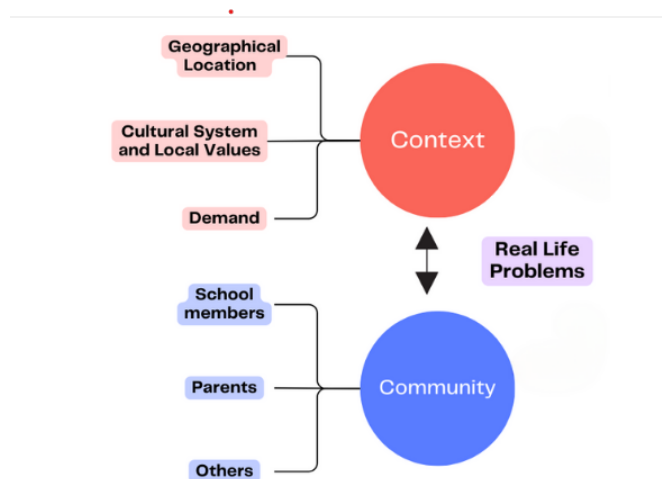 Geographical
Location
Context
Cultural System
and Local Values
Demand
Real Life
Problems
School
members
Parents
Community
Others